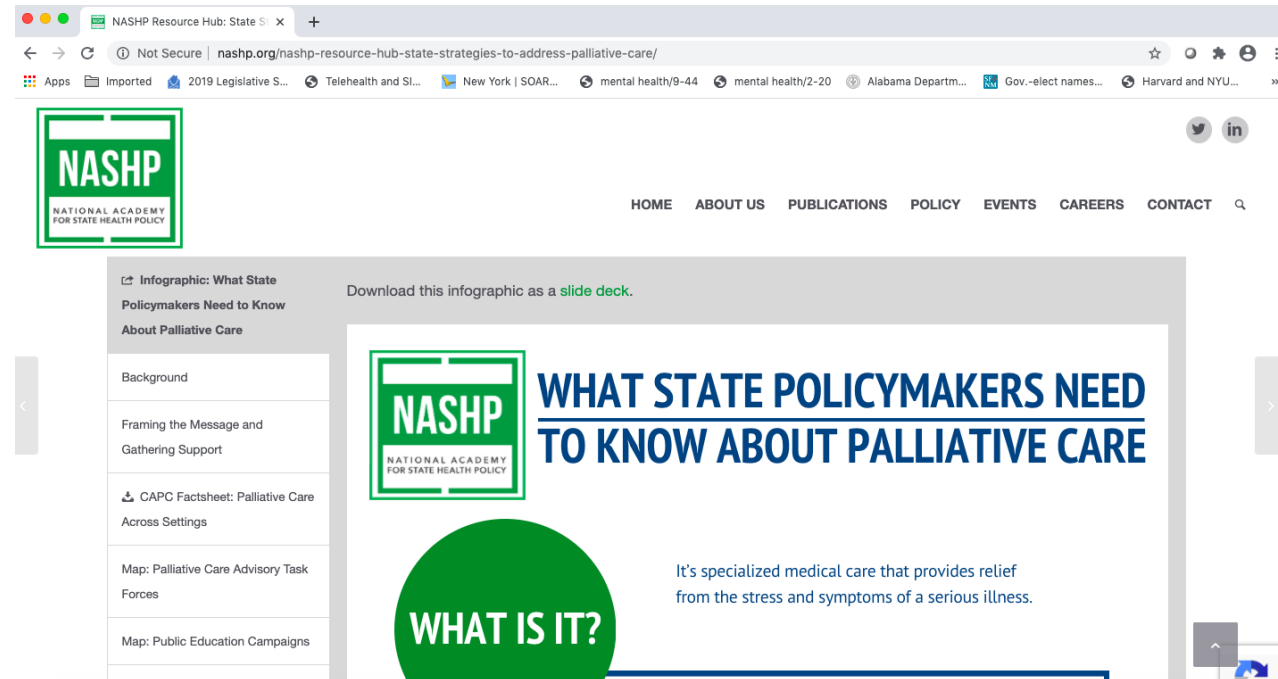 NASHP Resource Hub: State St
Not Secure | nashp.org/nashp-resource-hub-state-strategies-to-address-palliative-care/
Apps Imported 2019 Legislative S... Telehealth and SI... New York | SOAR... mental health/9-44 mental health/2-20 Alabama Departm... Gov.-elect names... Harvard and NYU...
NASHP
NATIONAL ACADEMY
FOR STATE HEALTH POLICY
HOME ABOUT US PUBLICATIONS POLICY EVENTS CAREERS CONTACT
Infographic: What State
Policymakers Need to Know
About Palliative Care
Background
Framing the Message and
Gathering Support
CAPC Factsheet: Palliative Care
Across Settings
Map: Palliative Care Advisory Task
Forces
Map: Public Education Campaigns
Download this infographic as a slide deck.
NASHP
NATIONAL ACADEMY
FOR STATE HEALTH POLICY
WHAT STATE POLICYMAKERS NEED
TO KNOW ABOUT PALLIATIVE CARE
WHAT IS IT?
It's specialized medical care that provides relief
from the stress and symptoms of a serious illness.